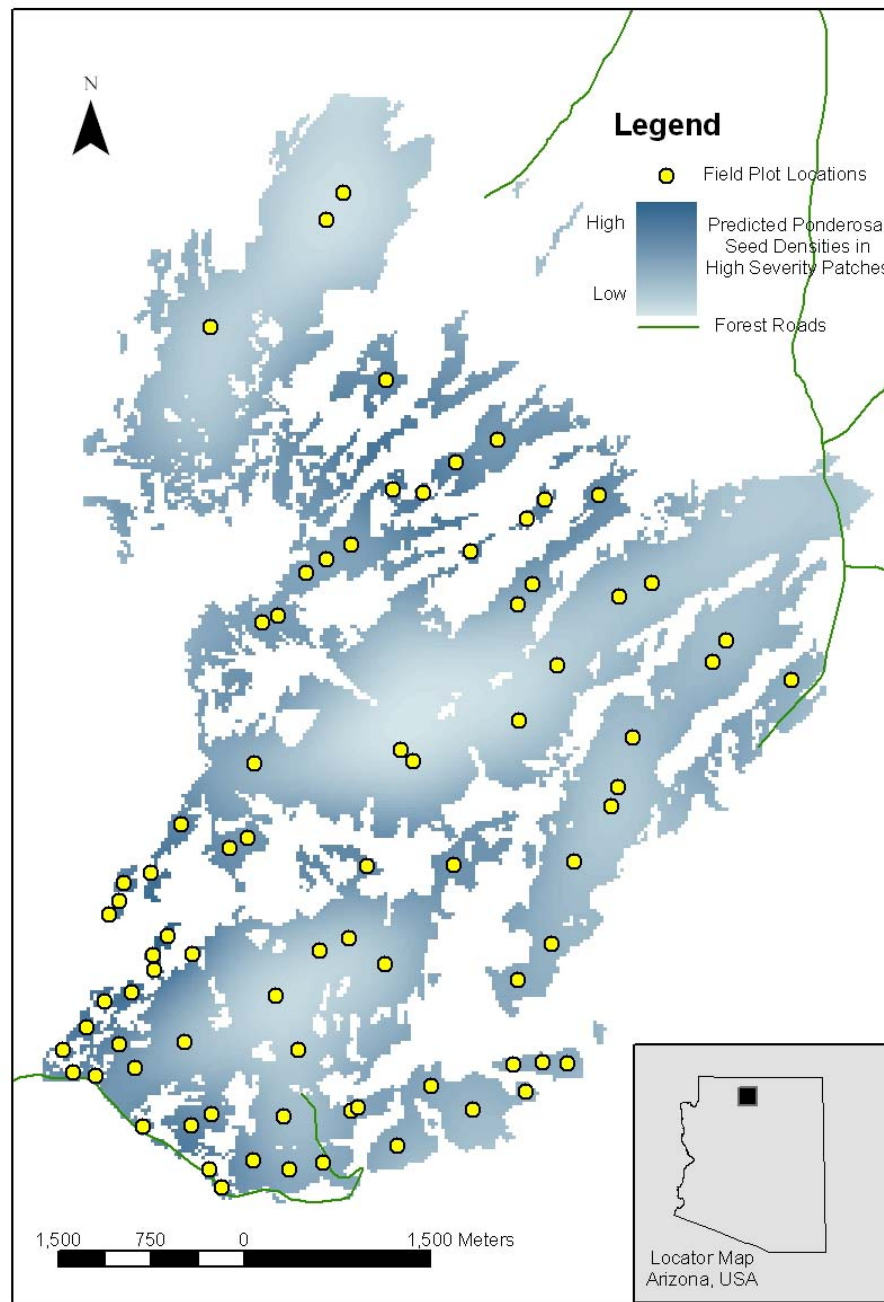 N
Legend
Field Plot Locations
High
Low
Predicted Ponderosa
Seed Densities in
High Severity Patches
Forest Roads
1,500 750 0 1,500 Meters
Locator Map
Arizona, USA